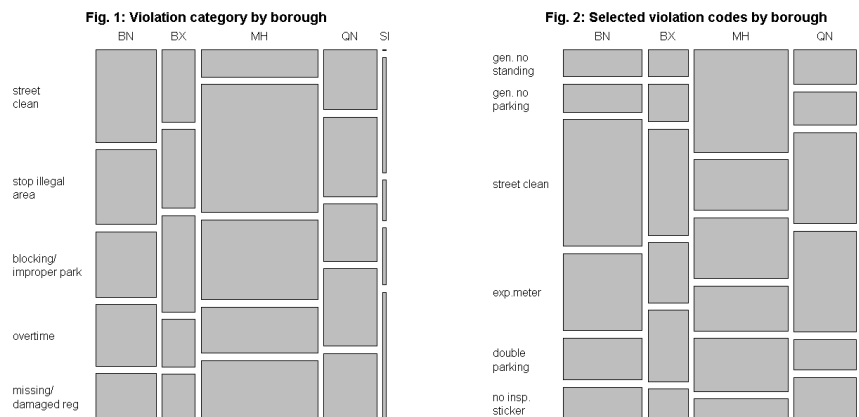 Fig. 1: Violation category by borough
BN BX MH QN SI
street
clean
stop illegal
area
blocking/
improper park
overtime
missing/
damaged reg
Fig. 2: Selected violation codes by borough
BN BX MH QN
gen. no
standing
gen. no
parking
street clean
exp.meter
double
parking
no insp.
sticker